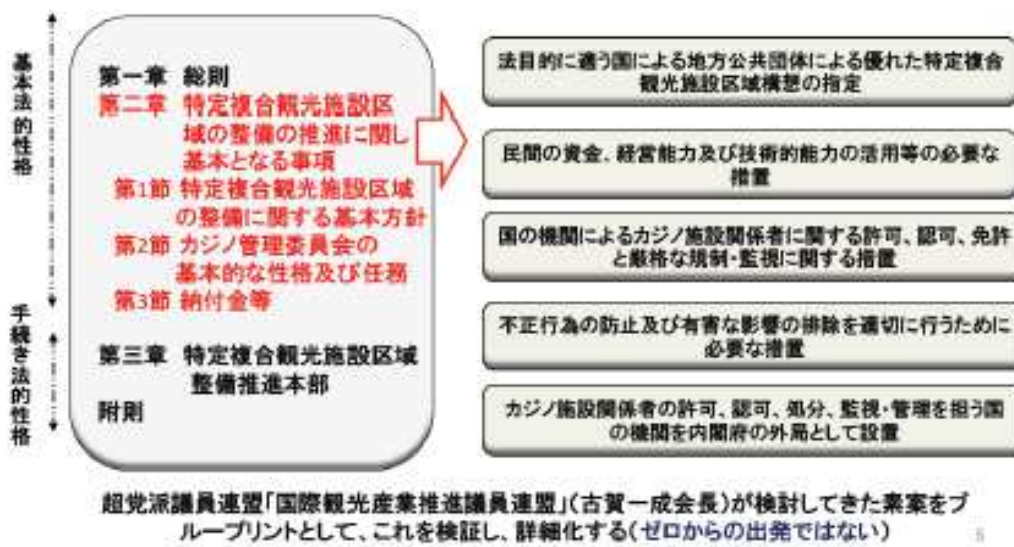 基本法的性格
手続き法的性格
第一章 総則
第二章 特定複合観光施設区
域の整備の推進に関し
基本となる事項
第1節 特定複合観光施設区域
の整備に関する基本方針
第2節 カジノ管理委員会の
基本的な性格及び任務
第3節 納付金等
第三章 特定複合観光施設区域
整備推進本部
附則
法目的に適う国による地方公共団体による優れた特定複合
観光施設区域構想の指定
民間の資金、経営能力及び技術的能力の活用等の必要な
措置
国の機関によるカジノ施設関係者に関する許可、認可、免許
と厳格な規制・監視に関する措置
不正行為の防止及び有害な影響の排除を適切に行うために
必要な措置
カジノ施設関係者の許可、認可、処分、監視・管理を担う国
の機関を内閣府の外局として設置
超党派議員連盟「国際観光産業推進議員連盟」(古賀一成会長)が検討してきた素案をブ
ループリントとして、これを検証し、詳細化する(ゼロからの出発ではない)